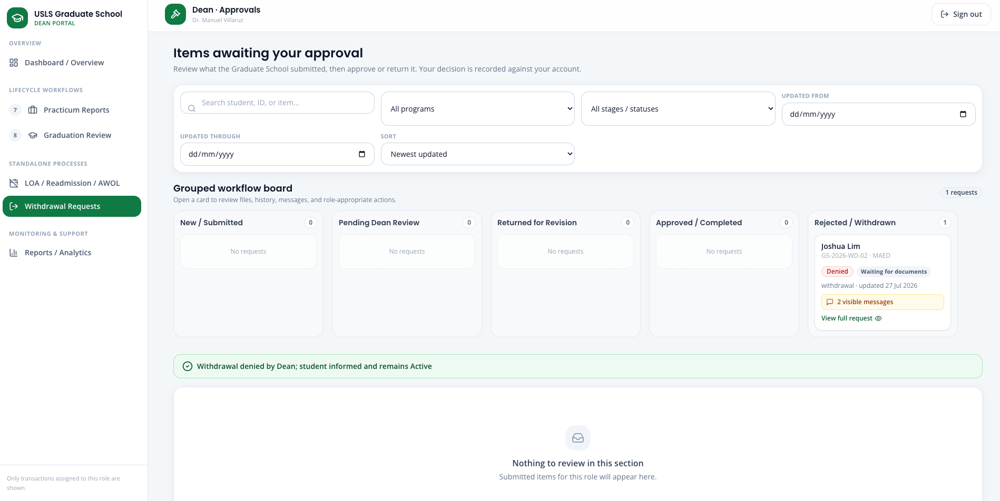 USLS Graduate School
DEAN PORTAL
OVERVIEW
Dashboard / Overview
LIFECYCLE WORKFLOWS
7 Practicum Reports
8 Graduation Review
STANDALONE PROCESSES
LOA / Readmission / AWOL
Withdrawal Requests
MONITORING & SUPPORT
Reports / Analytics
Only transactions assigned to this role are
shown.
Dean · Approvals
Dr. Manuel Villaruz
Sign out
Items awaiting your approval
Review what the Graduate School submitted, then approve or return it. Your decision is recorded against your account.
Search student, ID, or item...
All programs
All stages / statuses
UPDATED FROM
dd/mm/yyyy
UPDATED THROUGH
dd/mm/yyyy
SORT
Newest updated
Grouped workflow board
Open a card to review files, history, messages, and role-appropriate actions.
1 requests
New / Submitted 0
No requests
Pending Dean Review 0
No requests
Returned for Revision 0
No requests
Approved / Completed 0
No requests
Rejected / Withdrawn 1
Joshua Lim
GS-2026-WD-02 · MAED
Denied Waiting for documents
withdrawal · updated 27 Jul 2026
2 visible messages
View full request
Withdrawal denied by Dean; student informed and remains Active
Nothing to review in this section
Submitted items for this role will appear here.